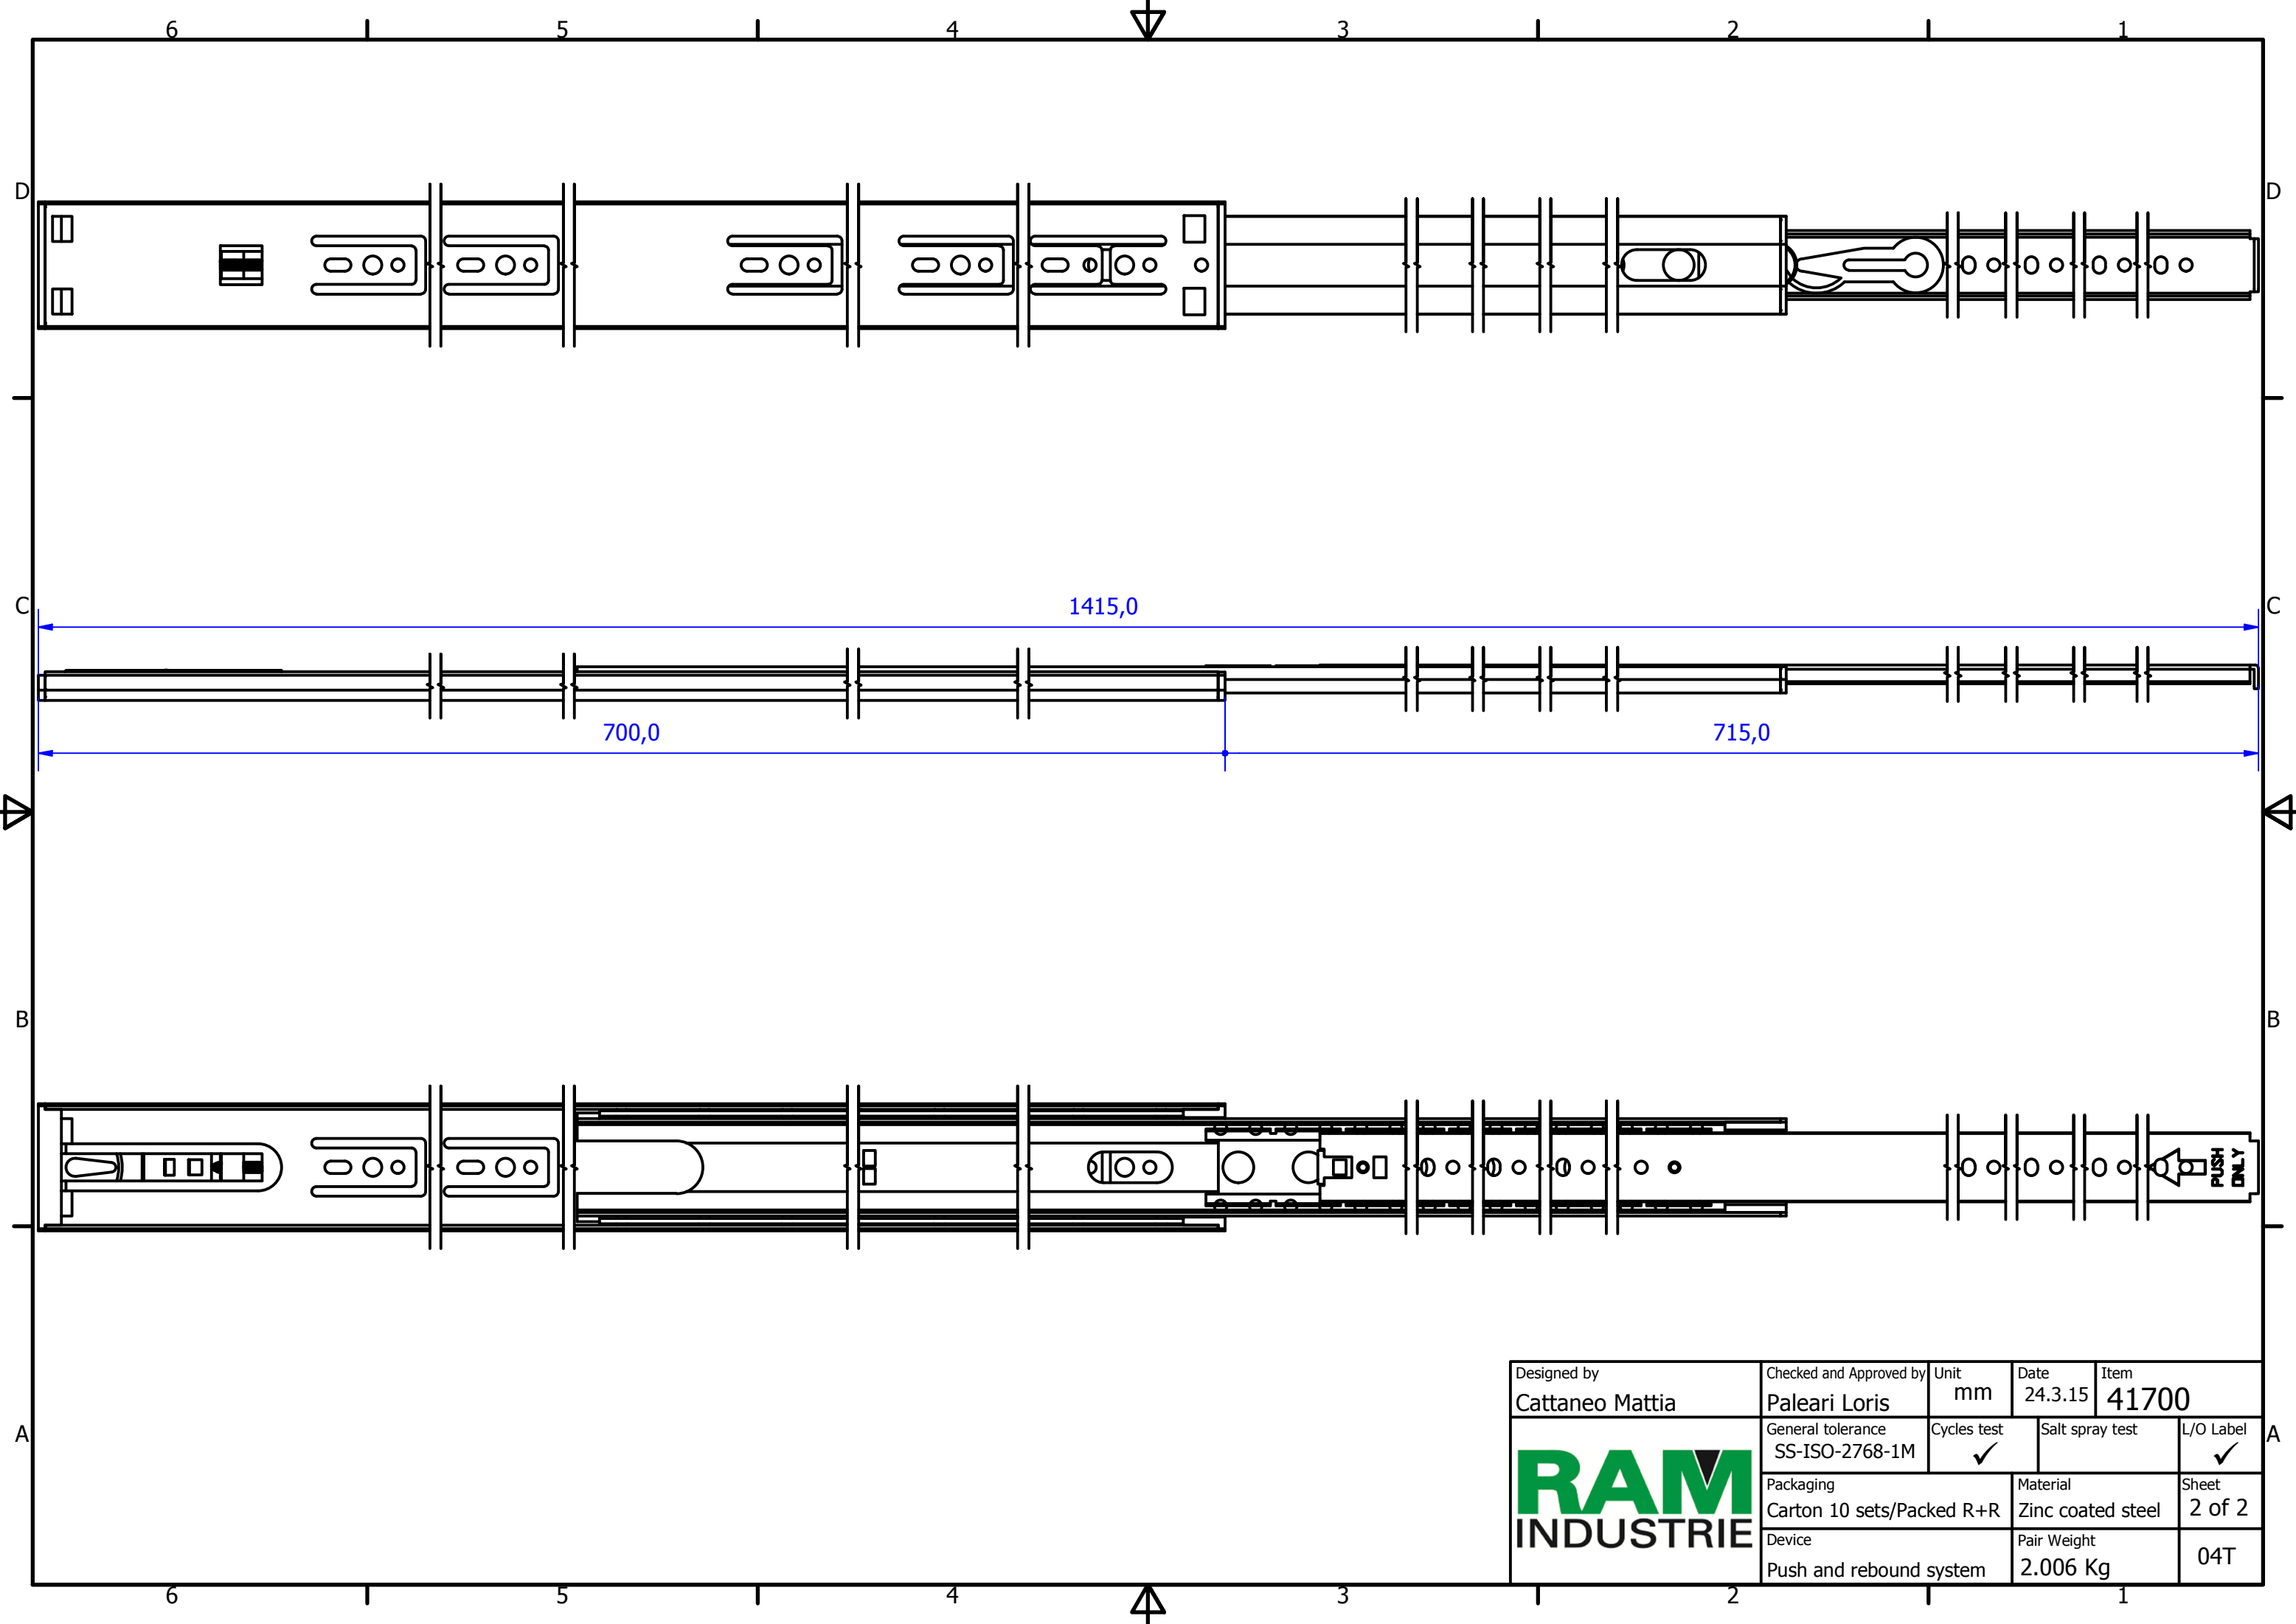 6 5 4 3 2 1
D D
C C
1415,0
700,0 715,0
B B
PUSH
ONLY
A A
Designed by
Cattaneo Mattia
Checked and Approved by
Paleari Loris
Unit
mm
Date
24.3.15
Item
41700
General tolerance
SS-ISO-2768-1M
Cycles test
✓
Salt spray test
L/O Label
✓
RAM
INDUSTRIE
Packaging
Carton 10 sets/Packed R+R
Material
Zinc coated steel
Sheet
2 of 2
Device
Push and rebound system
Pair Weight
2.006 Kg
04T
6 5 4 3 2 1